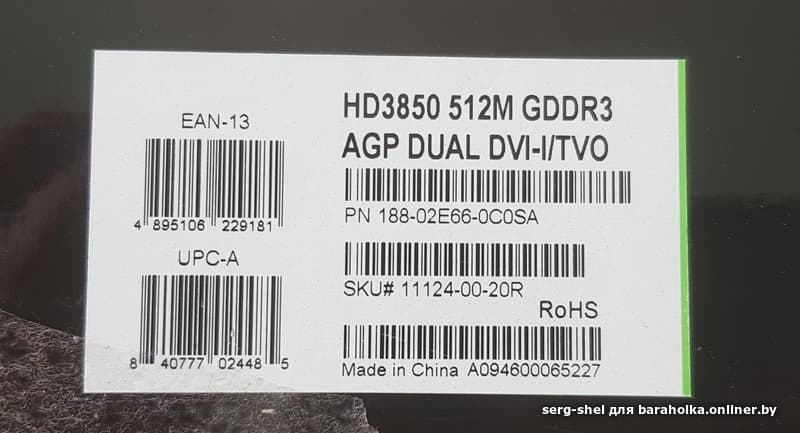 EAN-13
4 895106 229181
UPC-A
8 40777 02448 5
HD3850 512M GDDR3
AGP DUAL DVI-I/TVO
PN 188-02E66-0C0SA
SKU# 11124-00-20R
RoHS
Made in China A094600065227
serg-shel для baraholka.onliner.by